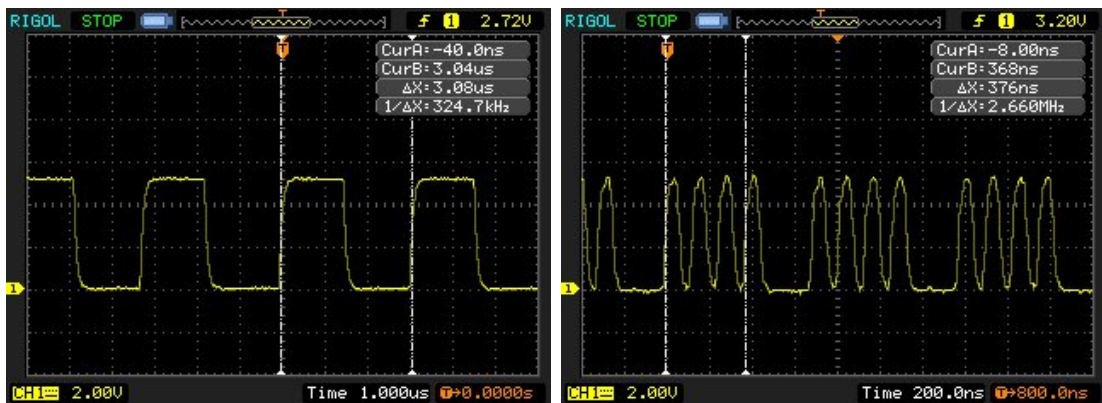 RIGOL STOP T ƒ 1 2.72V
T
CurA:-40.0ns
CurB:3.04us
ΔX:3.08us
1/ΔX:324.7kHz
1
CH1 2.00V Time 1.000us T→0.0000s
RIGOL STOP T ƒ 1 3.20V
T
CurA:-8.00ns
CurB:368ns
ΔX:376ns
1/ΔX:2.660MHz
1
CH1 2.00V Time 200.0ns T→800.0ns